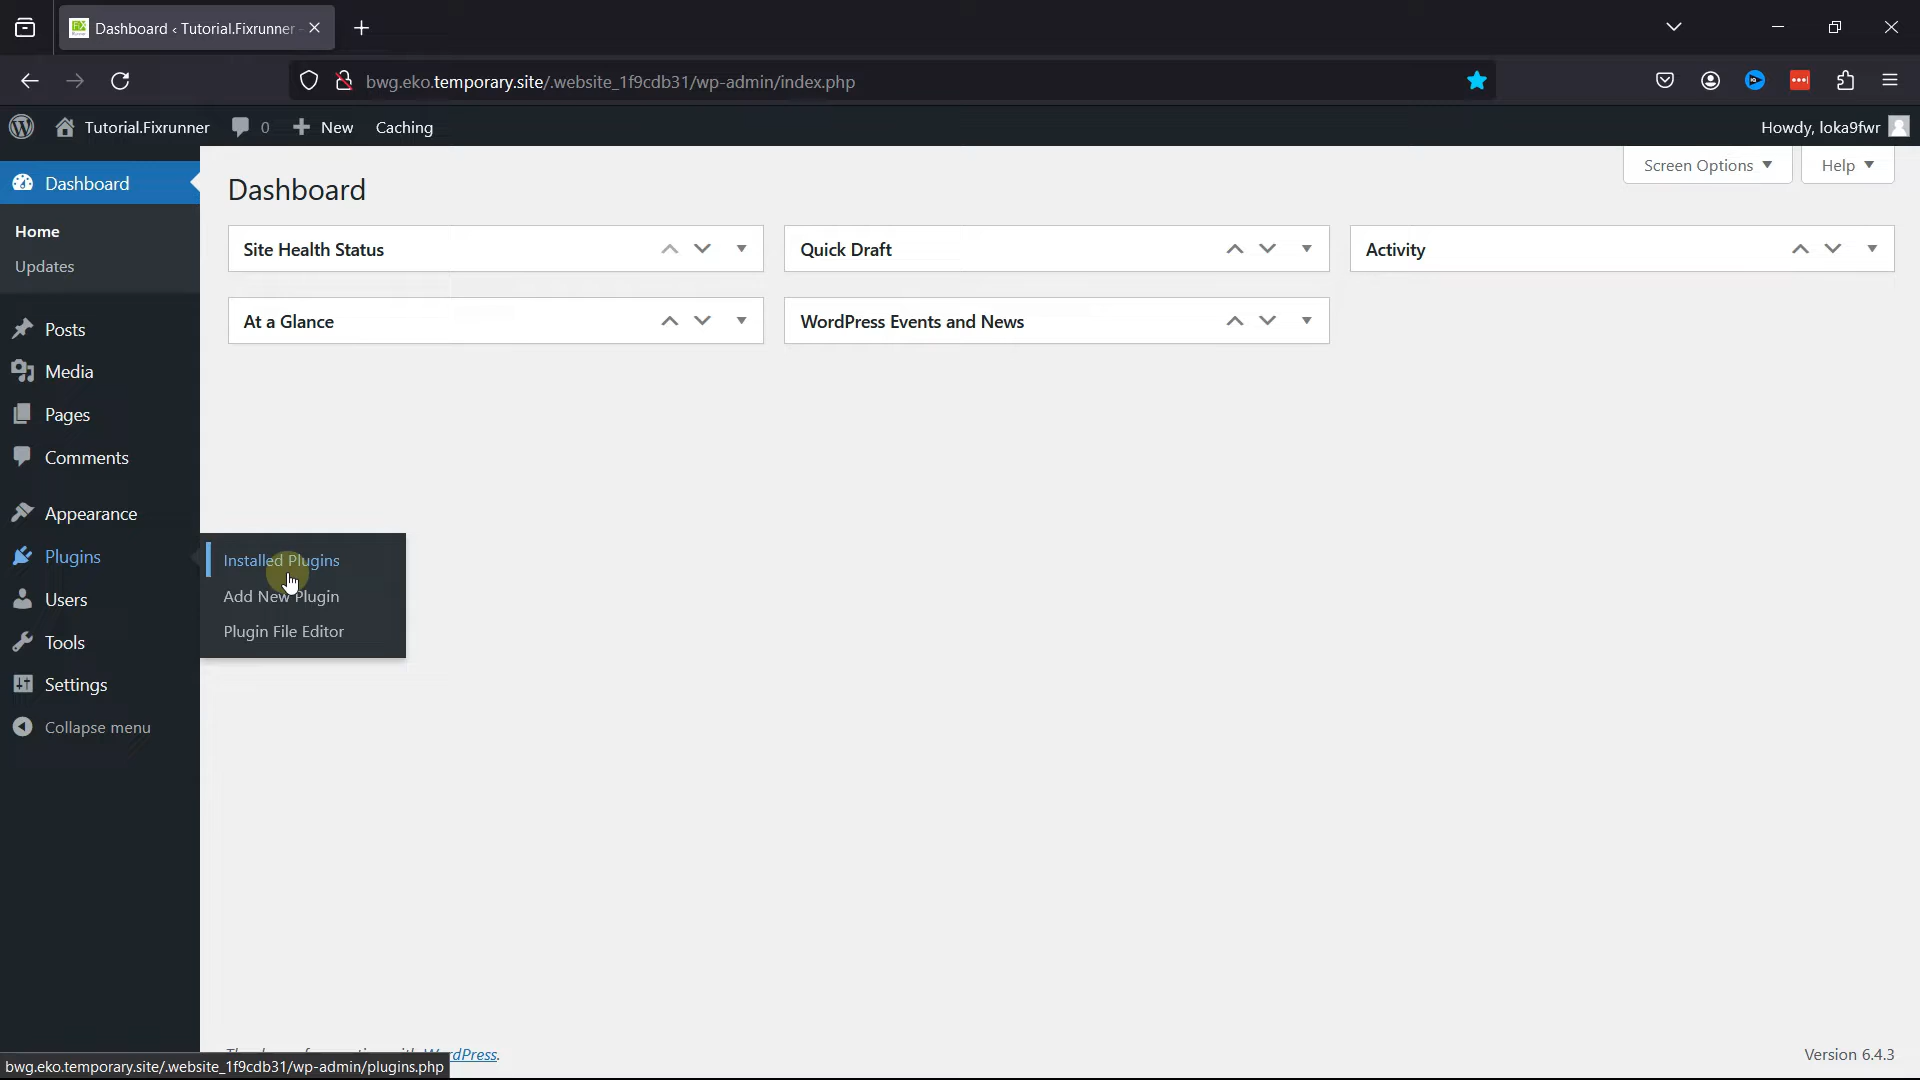 Dashboard ‹ Tutorial.Fixrunner
bwg.eko.temporary.site/.website_1f9cdb31/wp-admin/index.php
Tutorial.Fixrunner 0 New Caching Howdy, loka9fwr
Dashboard
Home
Updates
Posts
Media
Pages
Comments
Appearance
Plugins
Users
Tools
Settings
Collapse menu
Installed Plugins
Add New Plugin
Plugin File Editor
Screen Options Help
Dashboard
Site Health Status
Quick Draft
Activity
At a Glance
WordPress Events and News
WordPress.
Version 6.4.3
bwg.eko.temporary.site/.website_1f9cdb31/wp-admin/plugins.php